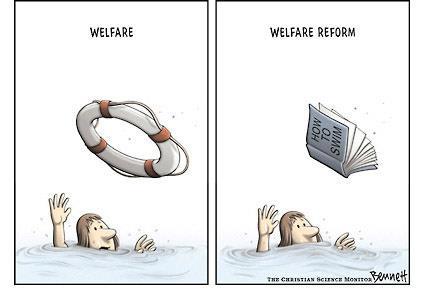 WELFARE
WELFARE REFORM
HOW
TO
SWIM
THE CHRISTIAN SCIENCE MONITOR
Bennett